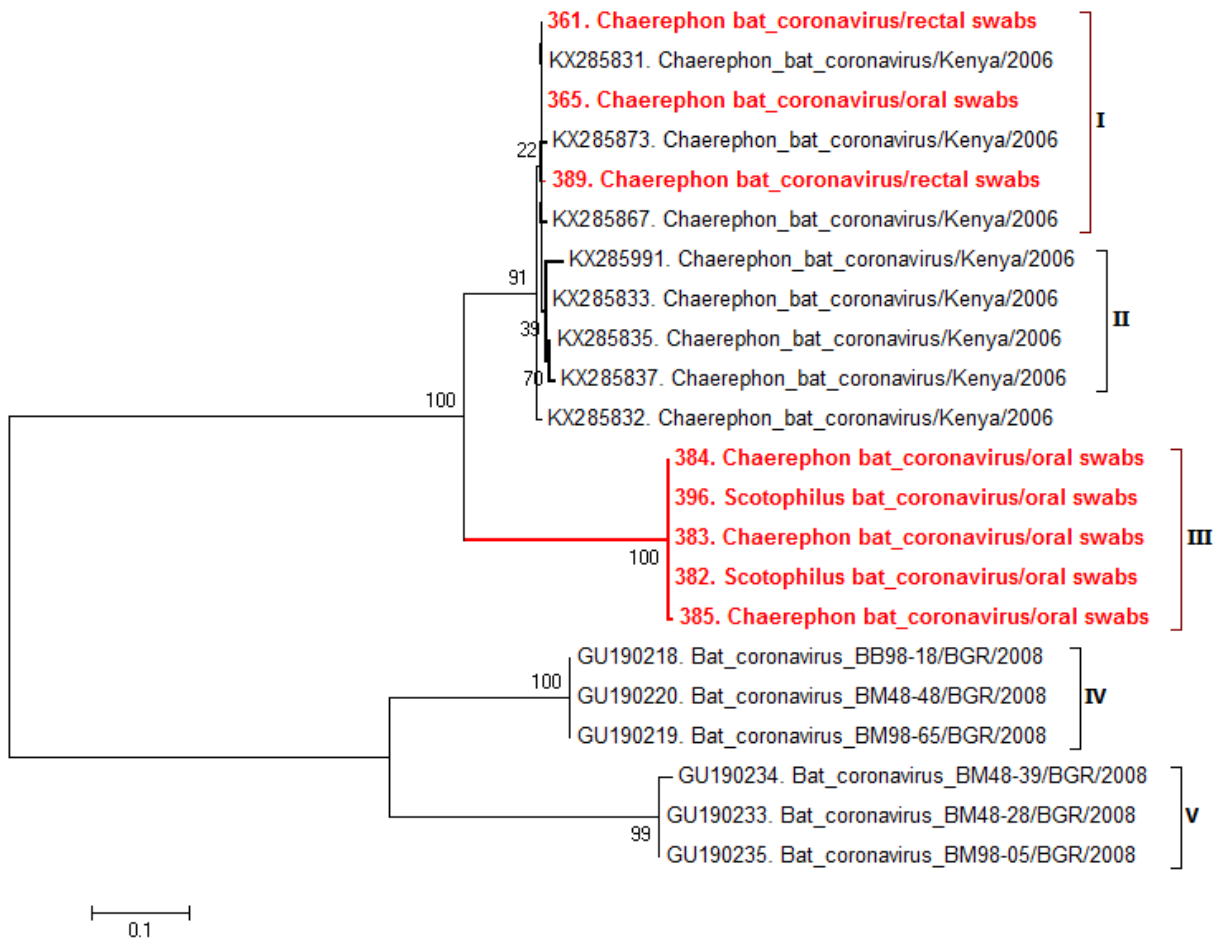 361. Chaerephon bat_coronavirus/rectal swabs
KX285831. Chaerephon_bat_coronavirus/Kenya/2006
365. Chaerephon bat_coronavirus/oral swabs
I
KX285873. Chaerephon_bat_coronavirus/Kenya/2006
22
389. Chaerephon bat_coronavirus/rectal swabs
KX285867. Chaerephon_bat_coronavirus/Kenya/2006
KX285991. Chaerephon_bat_coronavirus/Kenya/2006
91
KX285833. Chaerephon_bat_coronavirus/Kenya/2006
II
39
KX285835. Chaerephon_bat_coronavirus/Kenya/2006
70
KX285837. Chaerephon_bat_coronavirus/Kenya/2006
100
KX285832. Chaerephon_bat_coronavirus/Kenya/2006
384. Chaerephon bat_coronavirus/oral swabs
396. Scotophilus bat_coronavirus/oral swabs
383. Chaerephon bat_coronavirus/oral swabs
III
100
382. Scotophilus bat_coronavirus/oral swabs
385. Chaerephon bat_coronavirus/oral swabs
GU190218. Bat_coronavirus_BB98-18/BGR/2008
100
GU190220. Bat_coronavirus_BM48-48/BGR/2008
IV
GU190219. Bat_coronavirus_BM98-65/BGR/2008
GU190234. Bat_coronavirus_BM48-39/BGR/2008
GU190233. Bat_coronavirus_BM48-28/BGR/2008
V
99
GU190235. Bat_coronavirus_BM98-05/BGR/2008
0.1